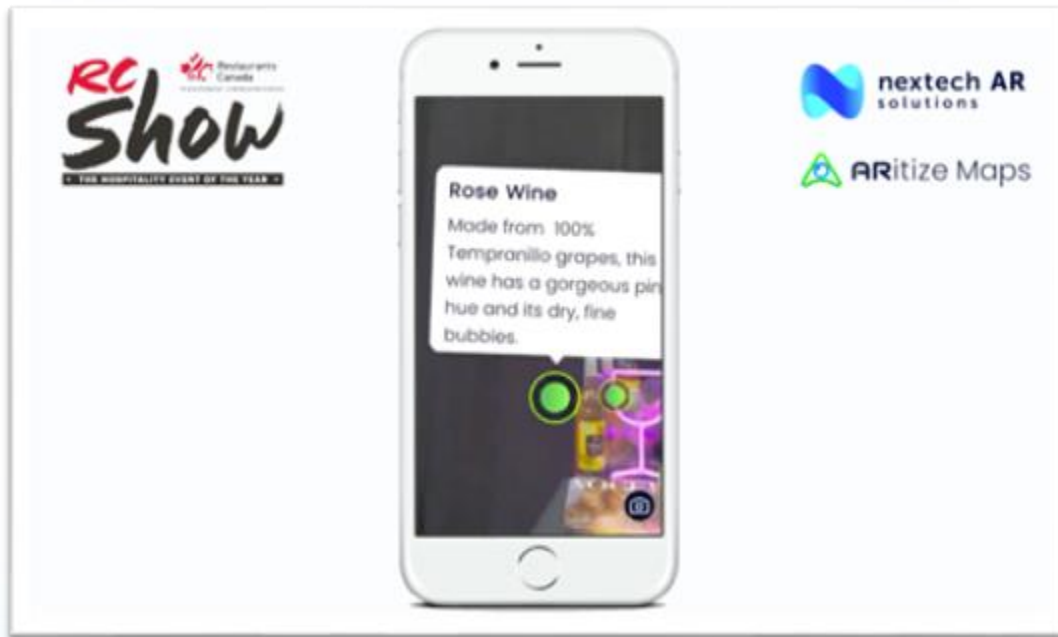 RC
Show
Restaurants
Canada
• THE HOSPITALITY EVENT OF THE YEAR •
nextech AR
solutions
ARitize Maps
Rose Wine
Made from 100%
Tempranillo grapes, this
wine has a gorgeous pin
hue and its dry, fine
bubbles.